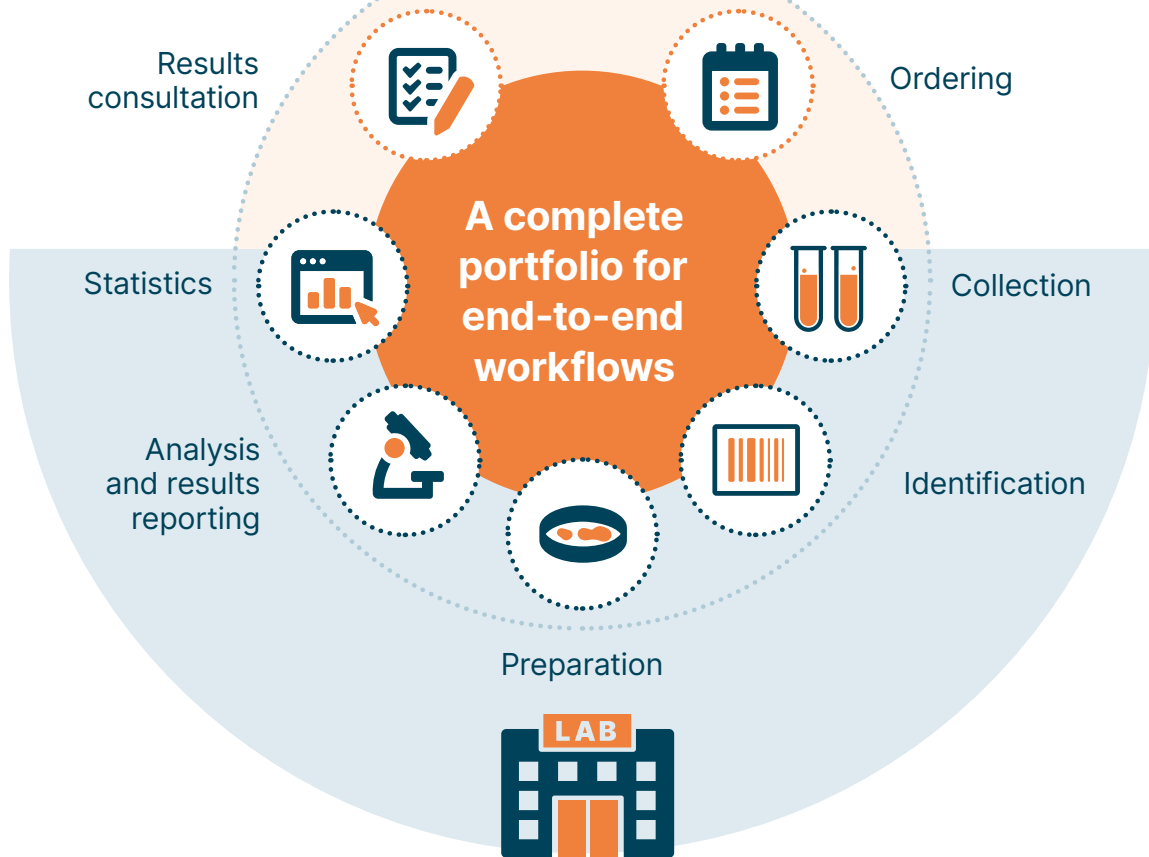 Results
consultation
Ordering
A complete
portfolio for
end-to-end
workflows
Statistics
Collection
Analysis
and results
reporting
Identification
Preparation
LAB